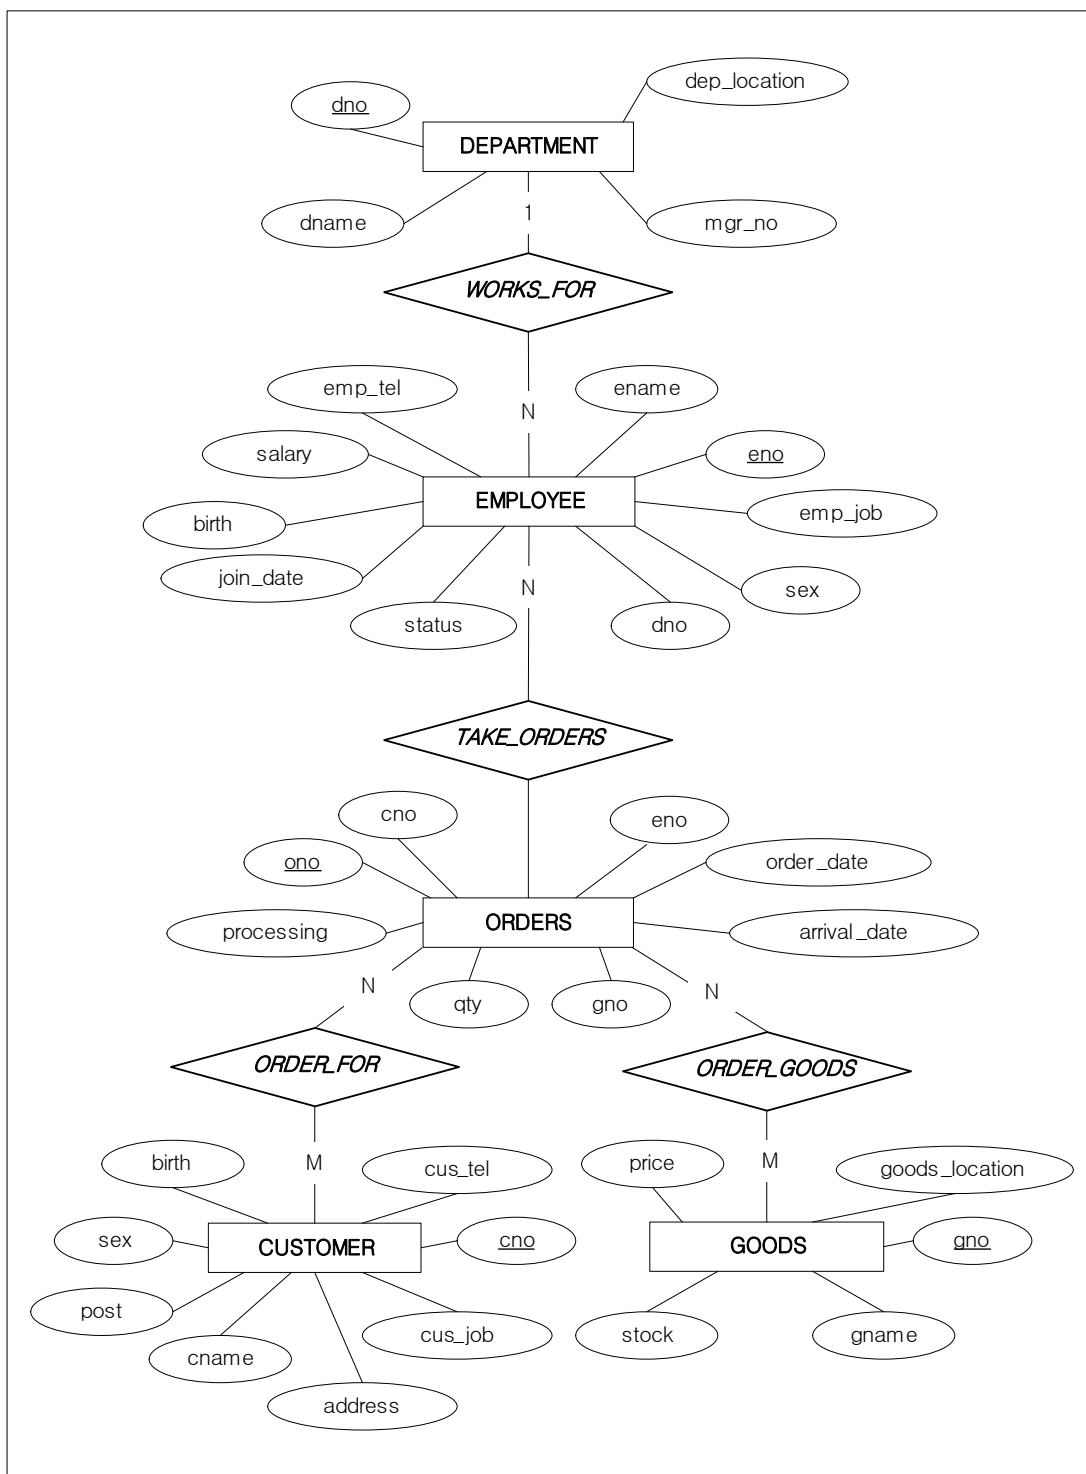 dep_location
dno
DEPARTMENT
dname
1
mgr_no
WORKS_FOR
emp_tel
ename
N
salary
eno
EMPLOYEE
birth
emp_job
join_date
N
sex
status
dno
TAKE_ORDERS
cno
eno
ono
order_date
processing
ORDERS
arrival_date
N
qty
gno
N
ORDER_FOR
ORDER_GOODS
birth
M
cus_tel
price
M
goods_location
sex
CUSTOMER
cno
GOODS
gno
post
cname
cus_job
stock
gname
address